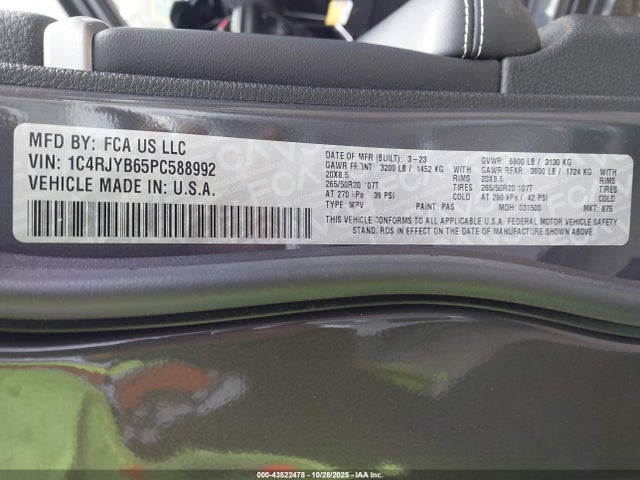 MFD BY: FCA US LLC
VIN: 1C4RJYB65PC588992
VEHICLE MADE IN: U.S.A.
DATE OF MFR (BUILT): 3-23 GVWR: 6900 LB / 3130 KG
GAWR FRONT: 3200 LB / 1452 KG WITH GAWR REAR: 3800 LB / 1724 KG WITH
20X8.5 RIMS 20X8.5 RIMS
265/50R20 107T TIRES 265/50R20 107T TIRES
AT 270 kPa 39 PSI COLD AT 290 kPa / 42 PSI COLD
TYPE: MPV PAINT: PAS MDH: 031500 MKT: 875
THIS VEHICLE CONFORMS TO ALL APPLICABLE U.S.A. FEDERAL MOTOR VEHICLE SAFETY
STAND. RDS IN EFFECT ON THE DATE OF MANUFACTURE SHOWN ABOVE.
000-43522478 - 10/28/2025 - IAAI.com